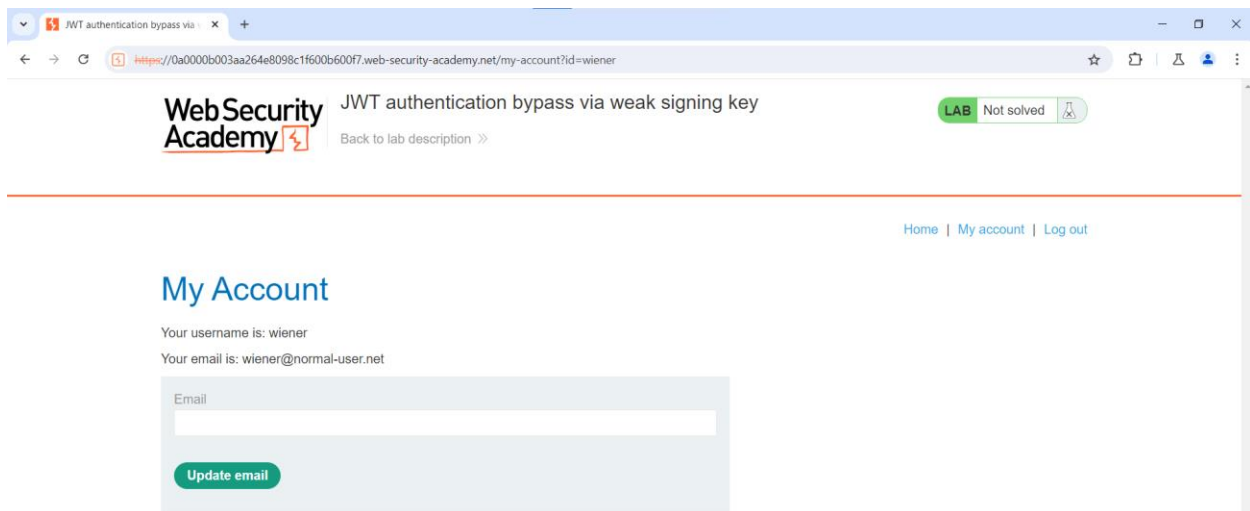 JWT authentication bypass via
https://0a0000b003aa264e8098c1f600b600f7.web-security-academy.net/my-account?id=wiener
Web Security
Academy
JWT authentication bypass via weak signing key
Back to lab description
LAB Not solved
Home | My account | Log out
My Account
Your username is: wiener
Your email is: wiener@normal-user.net
Email
Update email